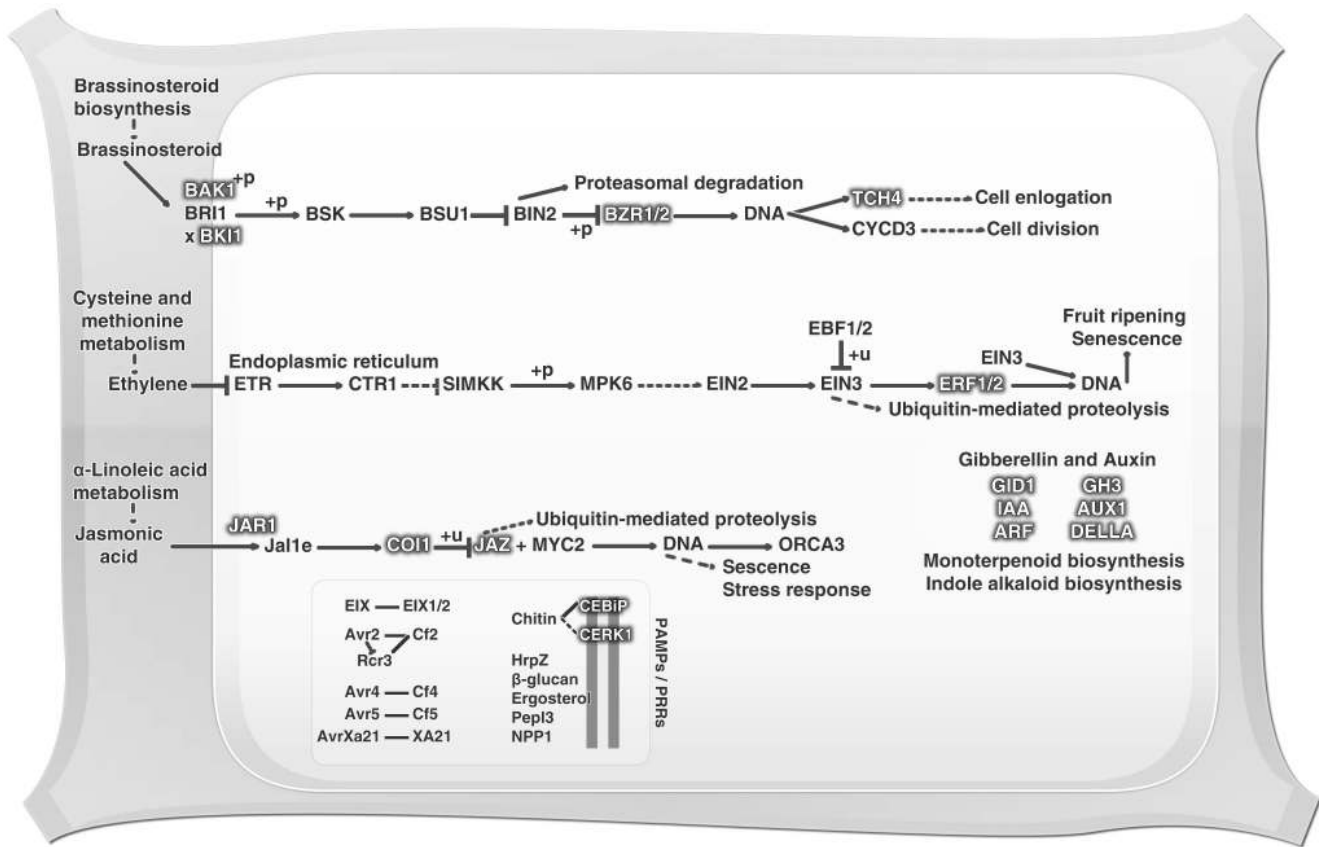 Brassinosteroid
biosynthesis
Brassinosteroid
BAK1 +p
BRI1 +p BSK BSU1 BIN2 +p BZR1/2 DNA
x BKI1
Proteasomal degradation
TCH4 Cell enlogation
CYCD3 Cell division
Cysteine and
methionine
metabolism
Ethylene
Endoplasmic reticulum
ETR CTR1 SIMKK +p MPK6 EIN2 EIN3 ERF1/2 DNA
EBF1/2
+u
EIN3
Fruit ripening
Senescence
Ubiquitin-mediated proteolysis
α-Linoleic acid
metabolism
Jasmonic
acid
JAR1
Jal1e COI1 +u JAZ + MYC2 DNA ORCA3
Ubiquitin-mediated proteolysis
Sescence
Stress response
Gibberellin and Auxin
GID1 GH3
IAA AUX1
ARF DELLA
Monoterpenoid biosynthesis
Indole alkaloid biosynthesis
EIX EIX1/2
Avr2 Cf2
Rcr3
Avr4 Cf4
Avr5 Cf5
AvrXa21 XA21
Chitin CEBiP
CERK1
HrpZ
β-glucan
Ergosterol
Pepl3
NPP1
PAMPs / PRRs